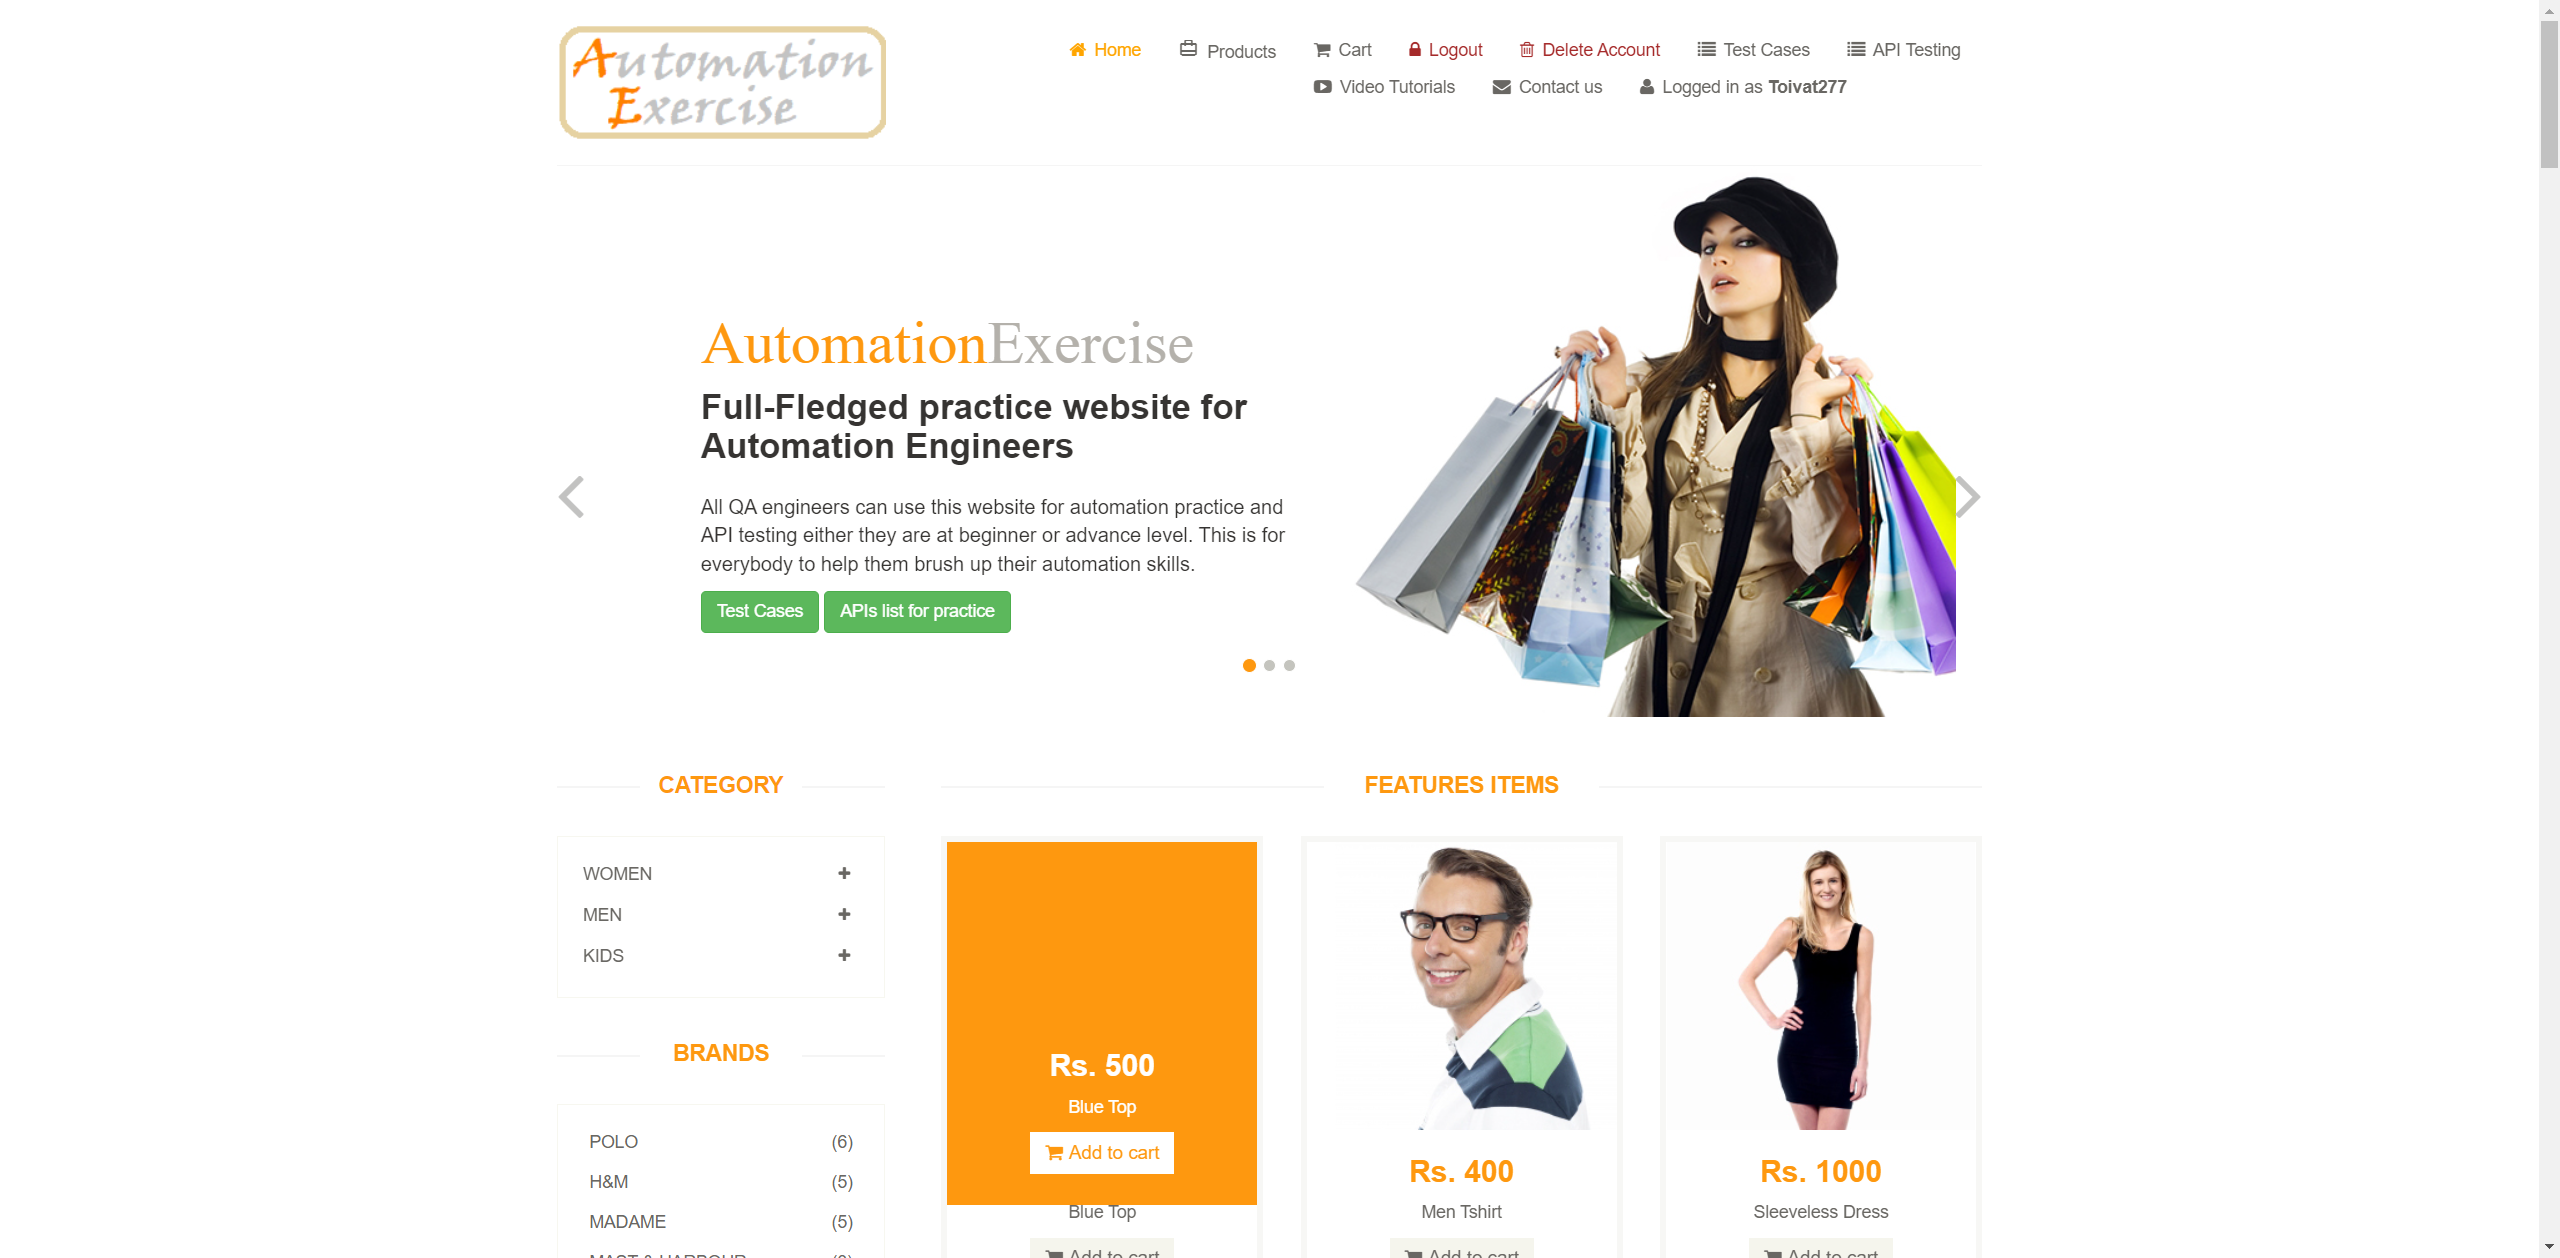 Automation
Exercise
Home
Products
Cart
Logout
Delete Account
Test Cases
API Testing
Video Tutorials
Contact us
Logged in as Toivat277
AutomationExercise
Full-Fledged practice website for
Automation Engineers
All QA engineers can use this website for automation practice and
API testing either they are at beginner or advance level. This is for
everybody to help them brush up their automation skills.
Test Cases
APIs list for practice
CATEGORY
WOMEN
MEN
KIDS
BRANDS
POLO (6)
H&M (5)
MADAME (5)
MAST & HARBOUR
FEATURES ITEMS
Rs. 500
Blue Top
Add to cart
Blue Top
Add to cart
Rs. 400
Men Tshirt
Add to cart
Rs. 1000
Sleeveless Dress
Add to cart